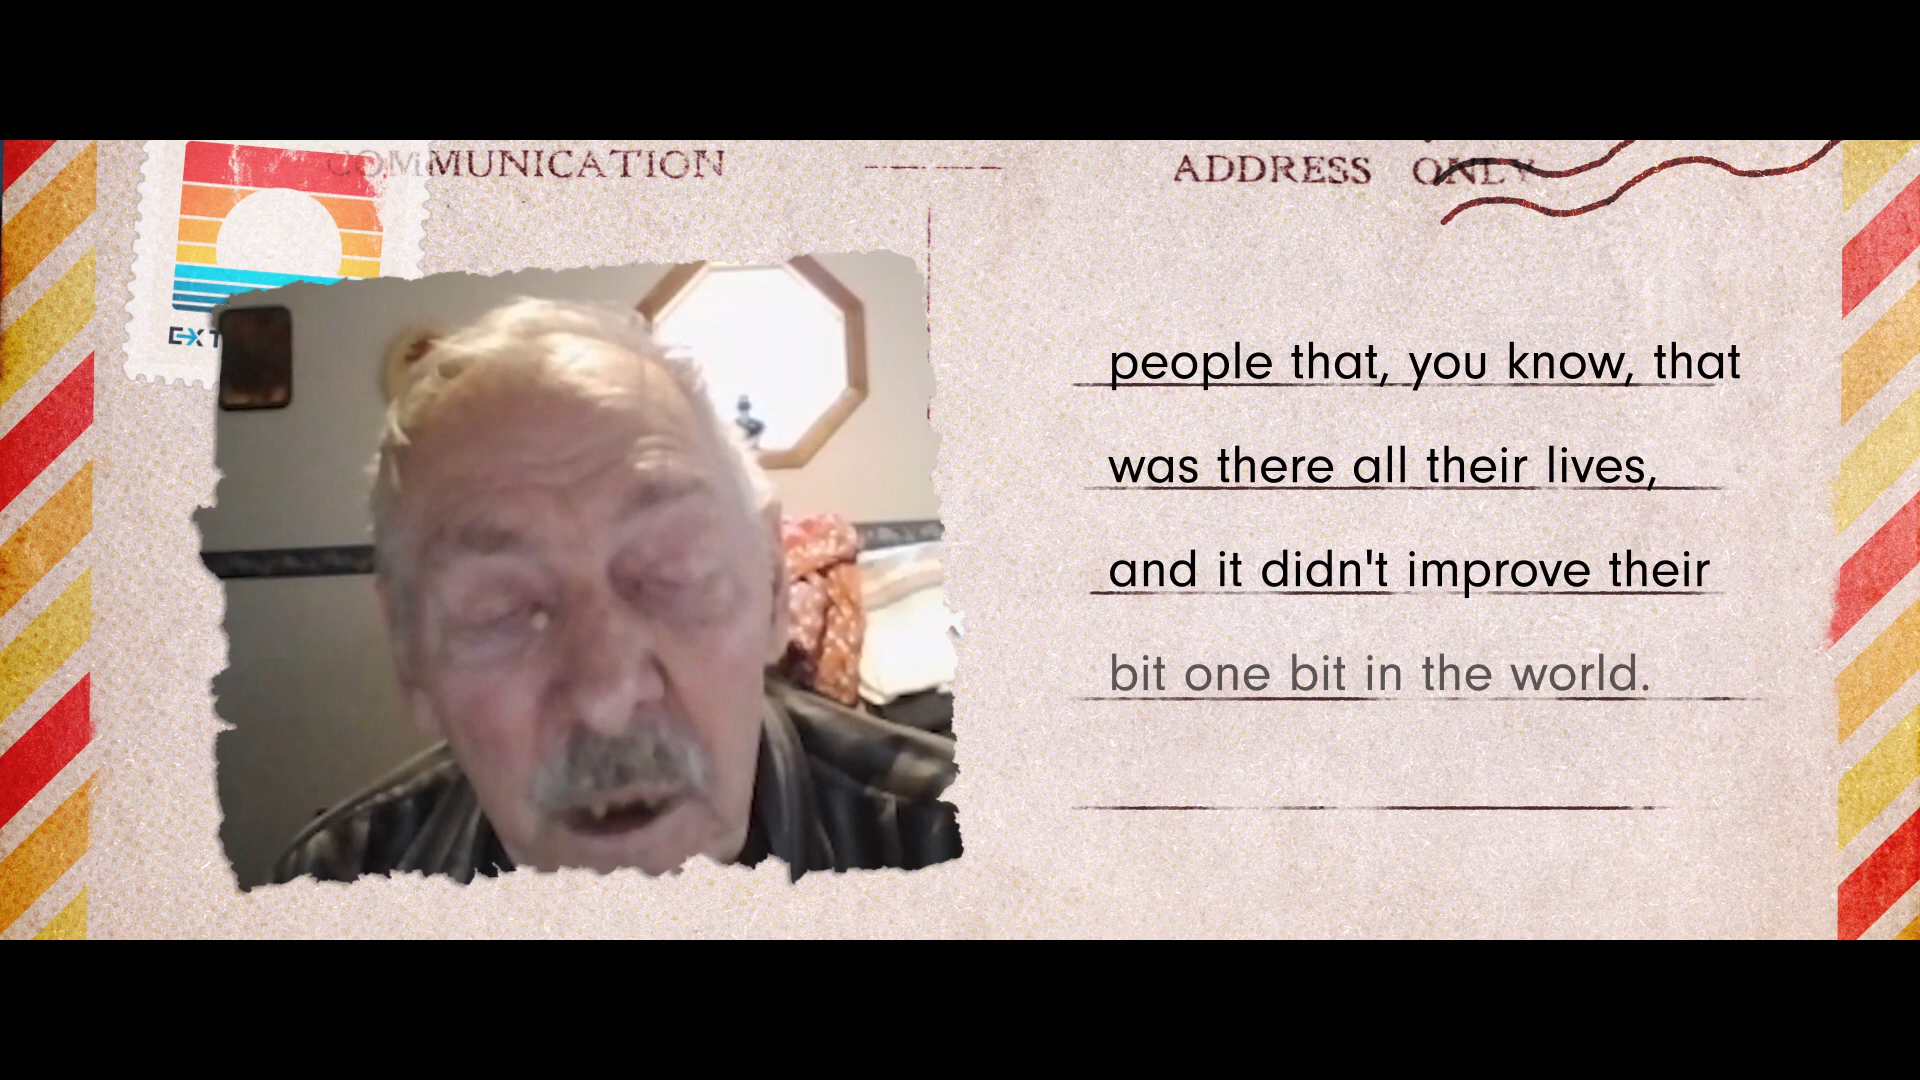 COMMUNICATION
ADDRESS ONLY
people that, you know, that
was there all their lives,
and it didn't improve their
bit one bit in the world.